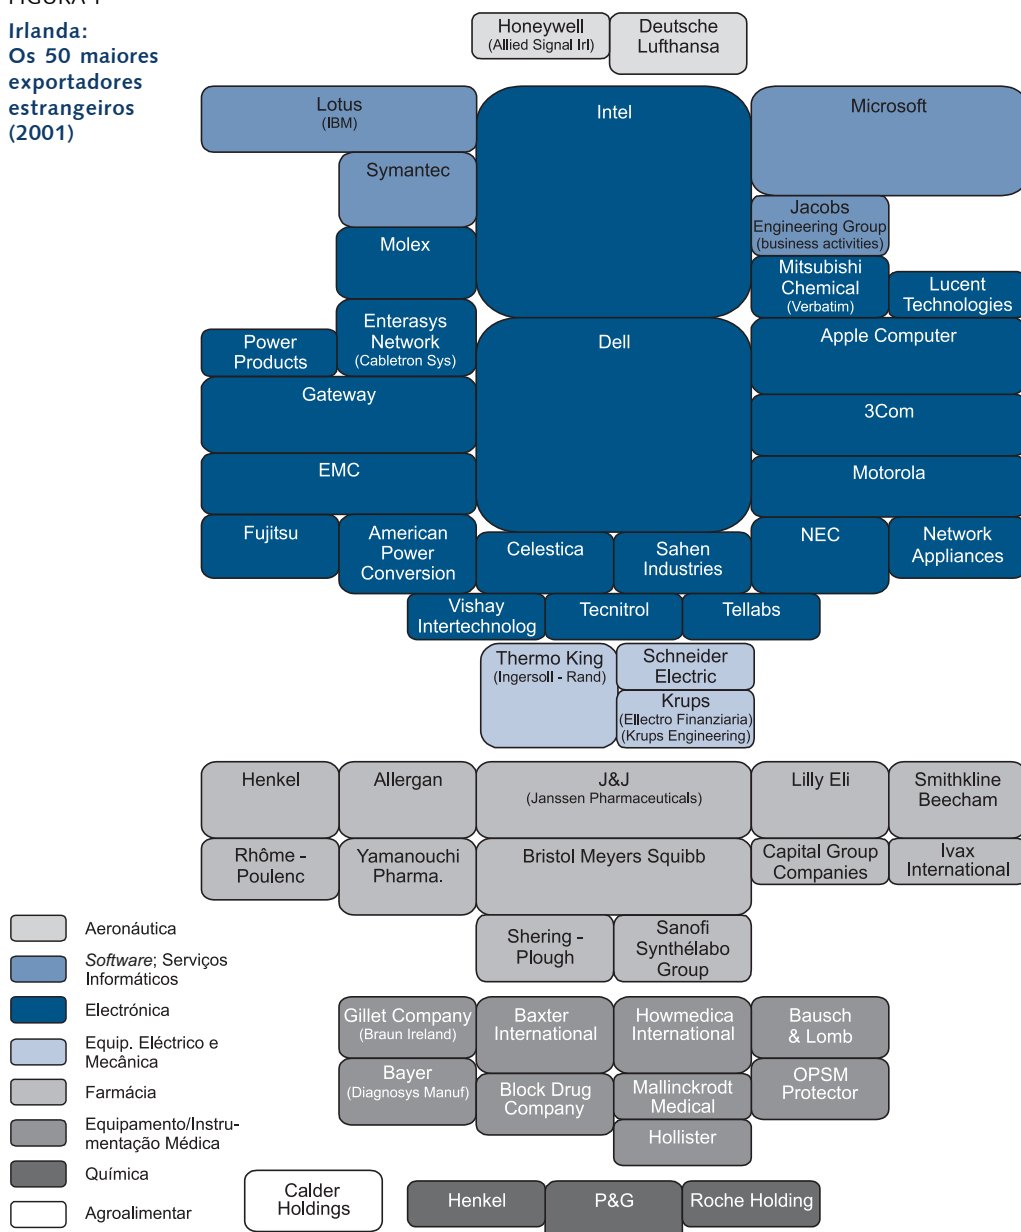 Irlanda:
Os 50 maiores
exportadores
estrangeiros
(2001)
Honeywell
(Allied Signal Irl)
Deutsche
Lufthansa
Lotus
(IBM)
Intel
Microsoft
Symantec
Jacobs
Engineering Group
(business activities)
Molex
Mitsubishi
Chemical
(Verbatim)
Lucent
Technologies
Enterasys
Network
(Cabletron Sys)
Power
Products
Dell
Apple Computer
Gateway
3Com
EMC
Motorola
Fujitsu
American
Power
Conversion
Celestica
Sahen
Industries
NEC
Network
Appliances
Vishay
Intertechnolog
Tecnitrol
Tellabs
Thermo King
(Ingersoll - Rand)
Schneider
Electric
Krups
(Ellectro Finanziaria)
(Krups Engineering)
Henkel
Allergan
J&J
(Janssen Pharmaceuticals)
Lilly Eli
Smithkline
Beecham
Rhôme -
Poulenc
Yamanouchi
Pharma.
Bristol Meyers Squibb
Capital Group
Companies
Ivax
International
Shering -
Plough
Sanofi
Synthélabo
Group
Gillet Company
(Braun Ireland)
Baxter
International
Howmedica
International
Bausch
& Lomb
Bayer
(Diagnosys Manuf)
Block Drug
Company
Mallinckrodt
Medical
OPSM
Protector
Hollister
Calder
Holdings
Henkel
P&G
Roche Holding
Aeronáutica
Software; Serviços
Informáticos
Electrónica
Equip. Eléctrico e
Mecânica
Farmácia
Equipamento/Instru-
mentação Médica
Química
Agroalimentar